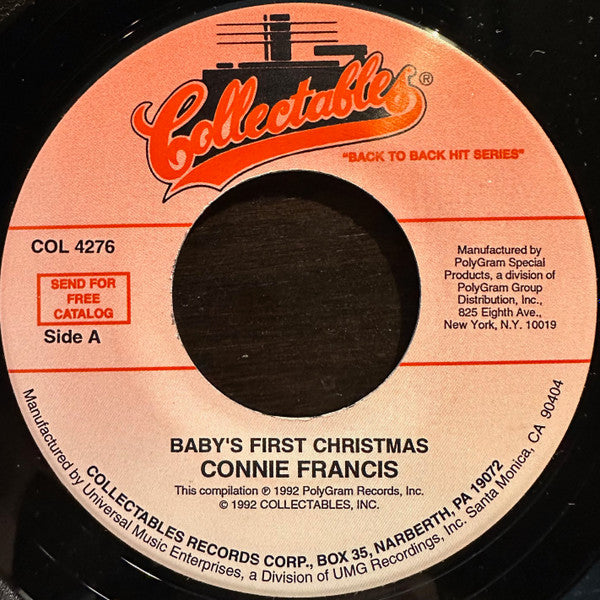 Collectables®
"BACK TO BACK HIT SERIES"
COL 4276
SEND FOR
FREE
CATALOG
Side A
Manufactured by
PolyGram Special
Products, a division of
PolyGram Group
Distribution, Inc.,
825 Eighth Ave.,
New York, N.Y. 10019
BABY'S FIRST CHRISTMAS
CONNIE FRANCIS
This compilation ℗ 1992 PolyGram Records, Inc.
© 1992 COLLECTABLES, INC.
COLLECTABLES RECORDS CORP., BOX 35, NARBERTH, PA 19072
Manufactured by Universal Music Enterprises, a Division of UMG Recordings, Inc. Santa Monica, CA 90404